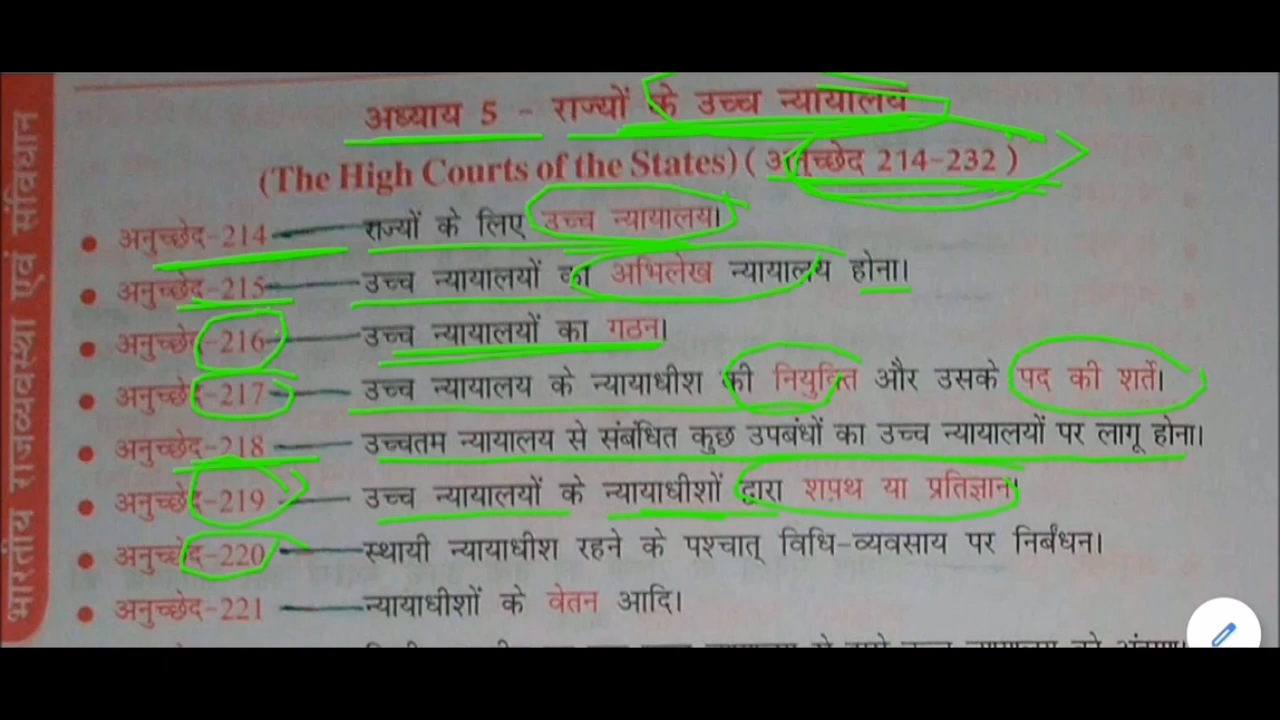 भारतीय राजव्यवस्था एवं संविधान
अध्याय 5 - राज्यों के उच्च न्यायालय
(The High Courts of the States) (अनुच्छेद 214-232)
• अनुच्छेद-214 — राज्यों के लिए उच्च न्यायालय।
• अनुच्छेद-215 — उच्च न्यायालयों का अभिलेख न्यायालय होना।
• अनुच्छेद-216 — उच्च न्यायालयों का गठन।
• अनुच्छेद-217 — उच्च न्यायालय के न्यायाधीश की नियुक्ति और उसके पद की शर्ते।
• अनुच्छेद-218 — उच्चतम न्यायालय से संबंधित कुछ उपबंधों का उच्च न्यायालयों पर लागू होना।
• अनुच्छेद-219 — उच्च न्यायालयों के न्यायाधीशों द्वारा शपथ या प्रतिज्ञान।
• अनुच्छेद-220 — स्थायी न्यायाधीश रहने के पश्चात् विधि-व्यवसाय पर निर्बंधन।
• अनुच्छेद-221 — न्यायाधीशों के वेतन आदि।